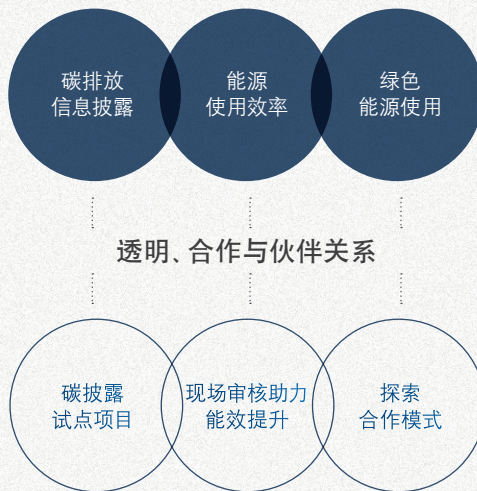 碳排放
信息披露
能源
使用效率
绿色
能源使用
透明、合作与伙伴关系
碳披露
试点项目
现场审核助力
能效提升
探索
合作模式